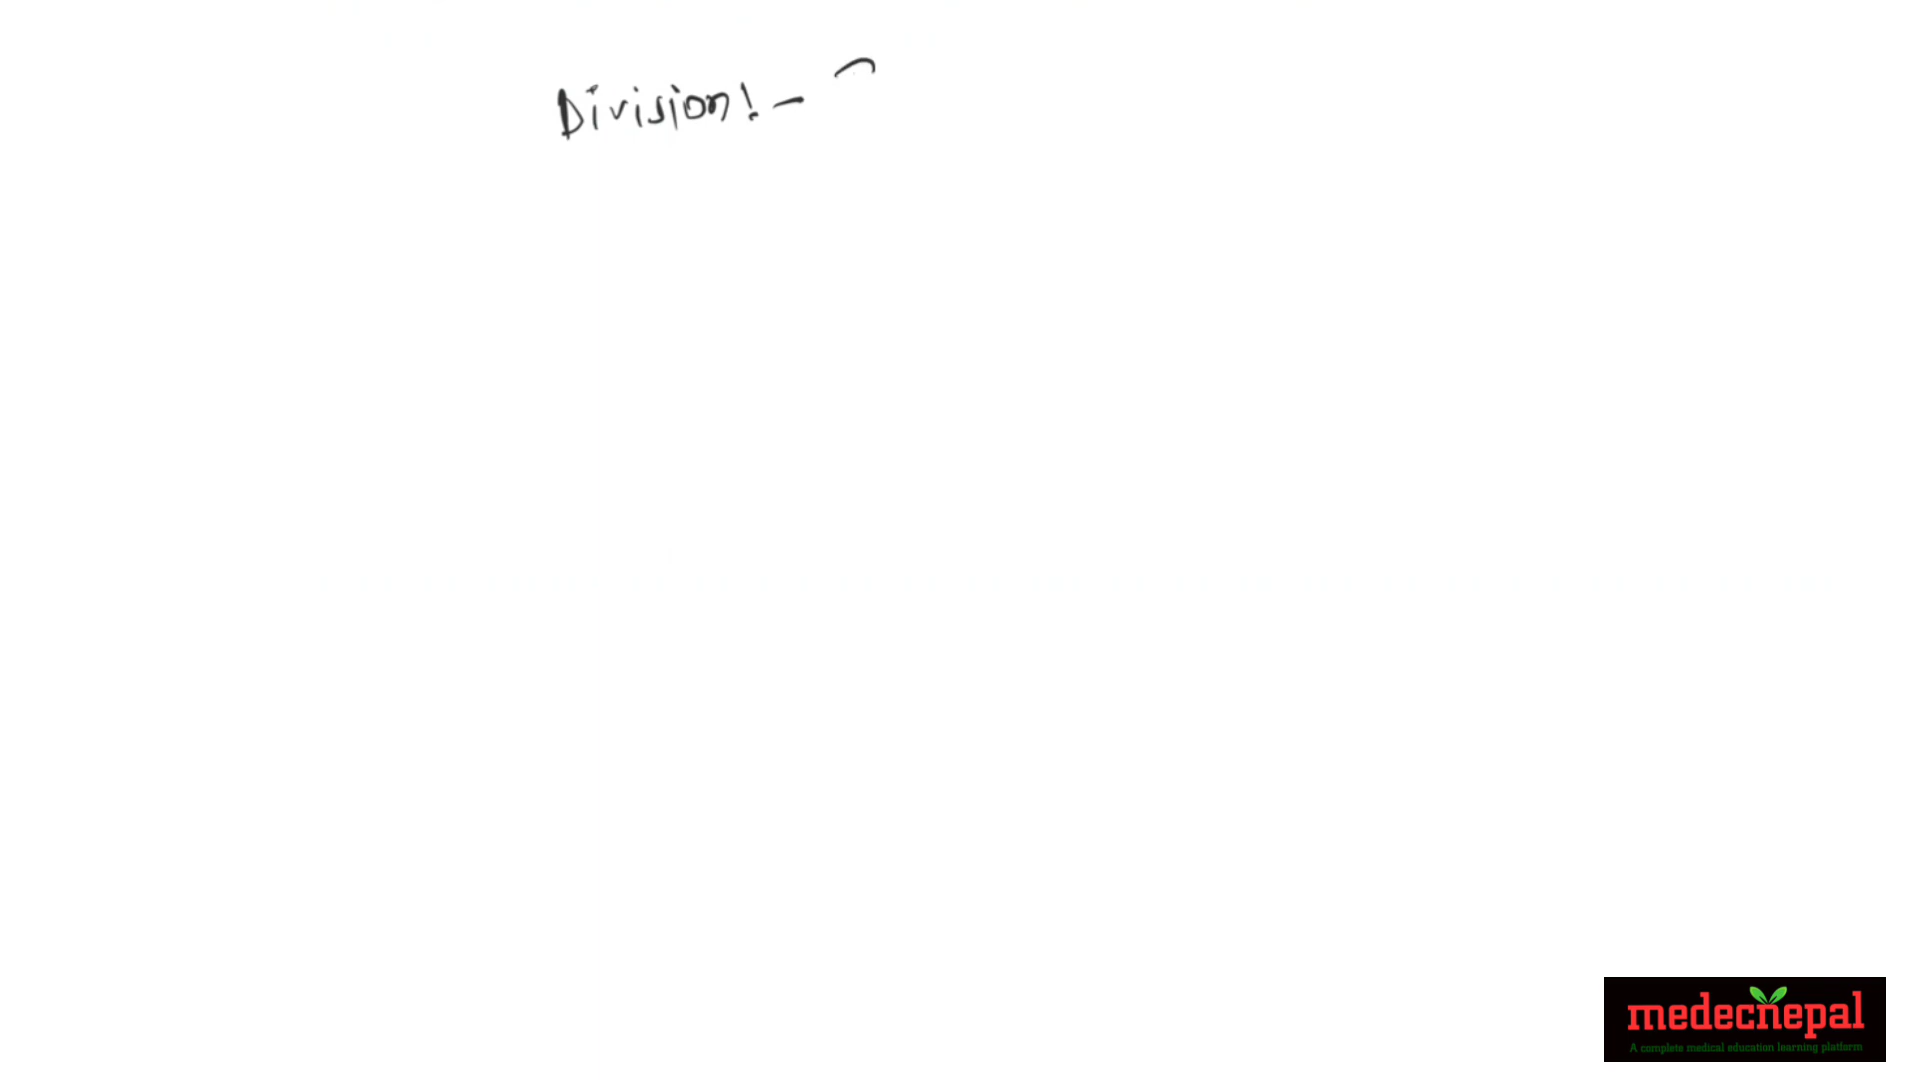 Division! -
medecnepal
A complete medical education learning platform